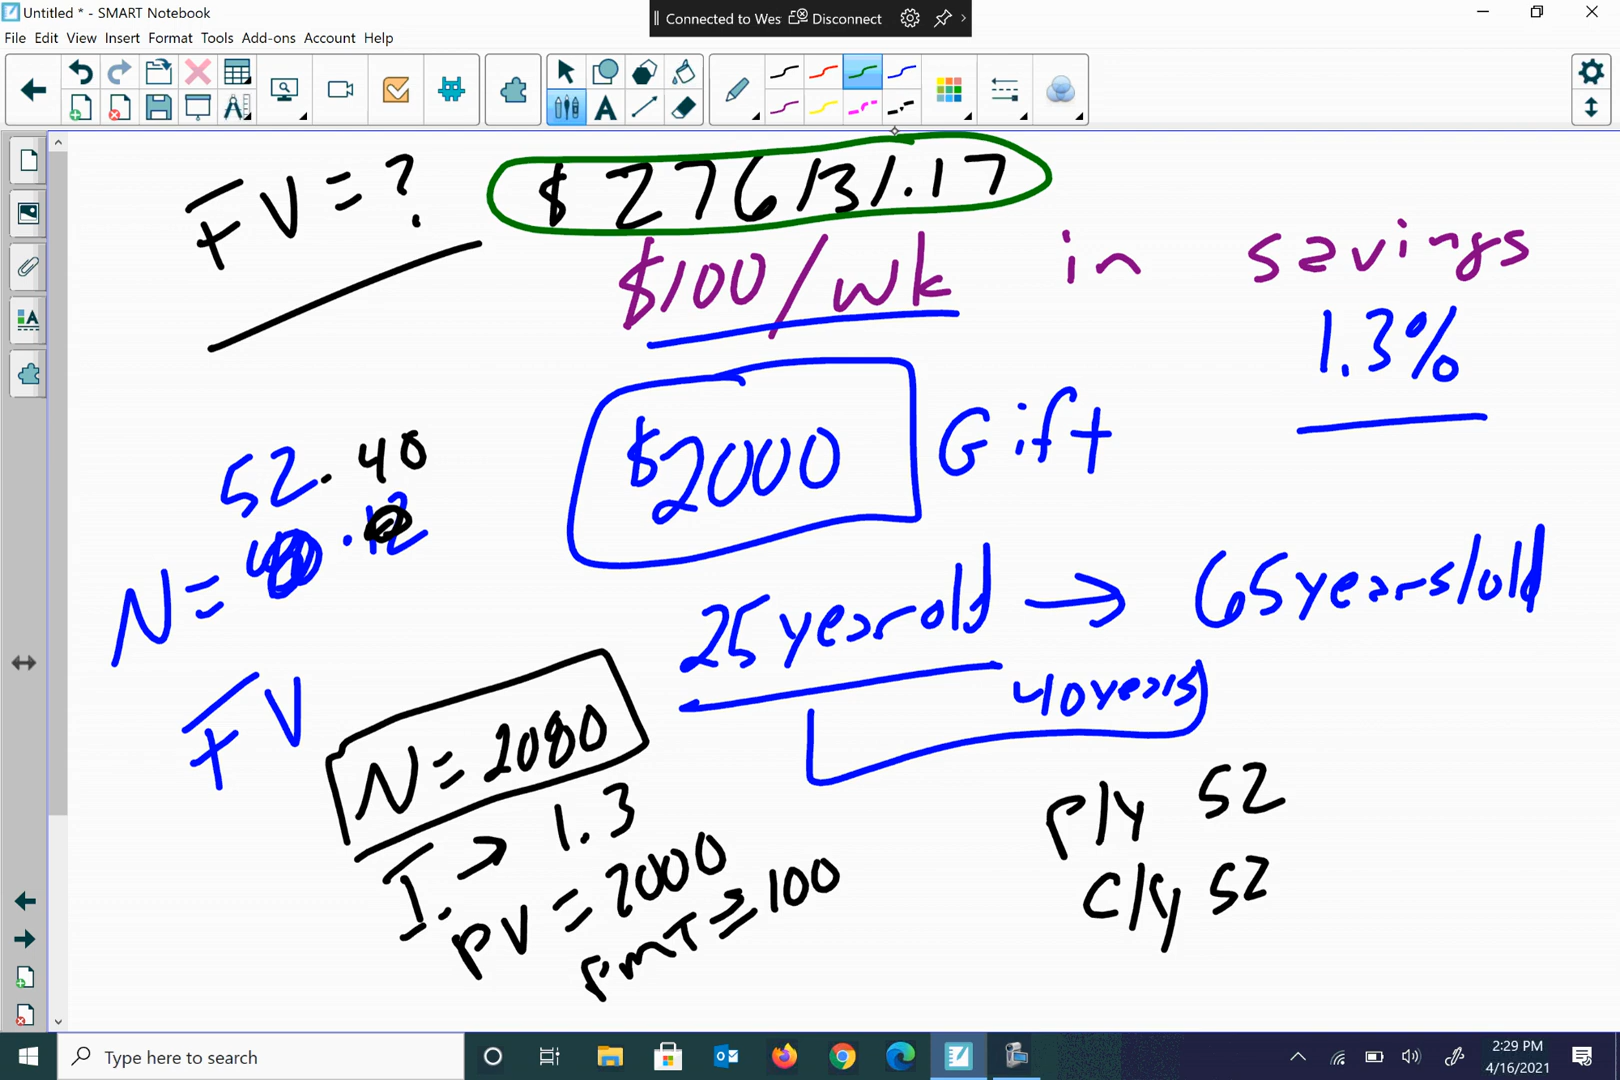 Untitled * - SMART Notebook
Connected to Wes Disconnect
File Edit View Insert Format Tools Add-ons Account Help
FV = ? $ 276131.17
$100/wk in savings
1.3%
$2000 Gift
52 . 40
N =
25 year old → 65 years/old
40 years
FV
N = 2080
I. → 1.3
PV = 2000
PMT = 100
P/Y 52
C/Y 52
Type here to search
2:29 PM
4/16/2021